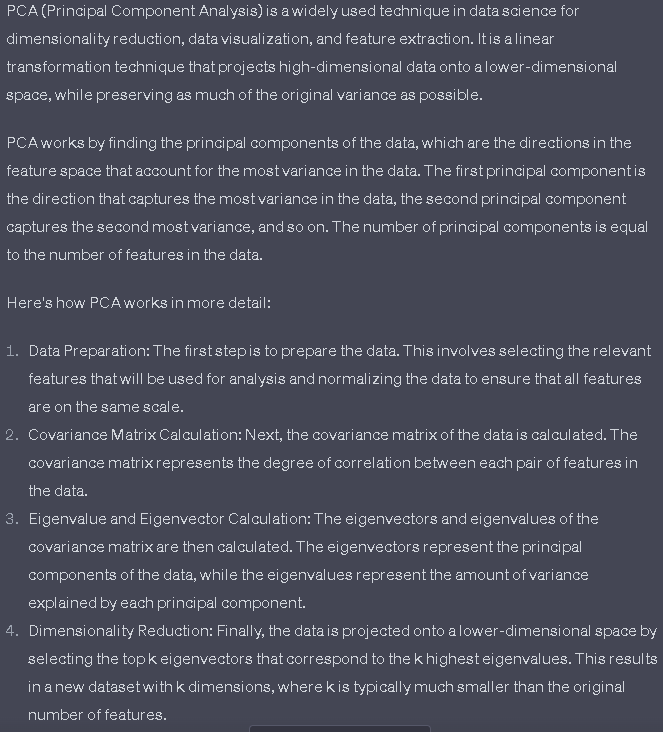 PCA (Principal Component Analysis) is a widely used technique in data science for
dimensionality reduction, data visualization, and feature extraction. It is a linear
transformation technique that projects high-dimensional data onto a lower-dimensional
space, while preserving as much of the original variance as possible.
PCA works by finding the principal components of the data, which are the directions in the
feature space that account for the most variance in the data. The first principal component is
the direction that captures the most variance in the data, the second principal component
captures the second most variance, and so on. The number of principal components is equal
to the number of features in the data.
Here's how PCA works in more detail:
1. Data Preparation: The first step is to prepare the data. This involves selecting the relevant
features that will be used for analysis and normalizing the data to ensure that all features
are on the same scale.
2. Covariance Matrix Calculation: Next, the covariance matrix of the data is calculated. The
covariance matrix represents the degree of correlation between each pair of features in
the data.
3. Eigenvalue and Eigenvector Calculation: The eigenvectors and eigenvalues of the
covariance matrix are then calculated. The eigenvectors represent the principal
components of the data, while the eigenvalues represent the amount of variance
explained by each principal component.
4. Dimensionality Reduction: Finally, the data is projected onto a lower-dimensional space by
selecting the top k eigenvectors that correspond to the k highest eigenvalues. This results
in a new dataset with k dimensions, where k is typically much smaller than the original
number of features.